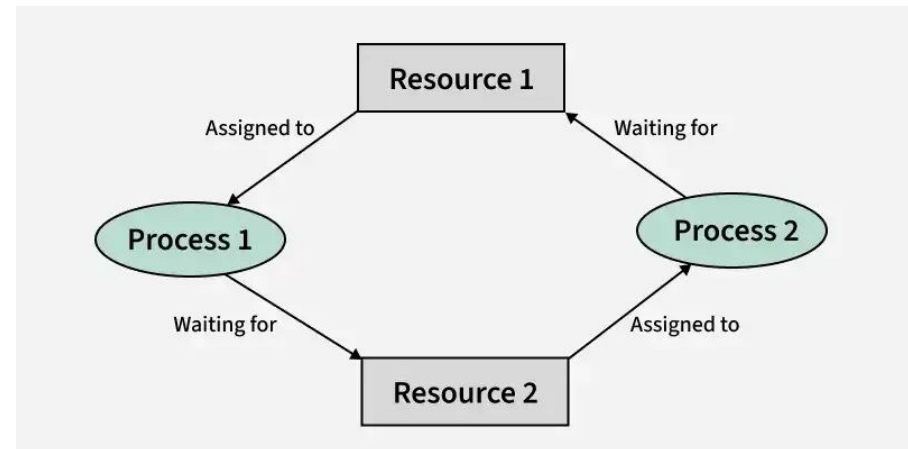 Resource 1
Assigned to
Waiting for
Process 1
Process 2
Waiting for
Assigned to
Resource 2